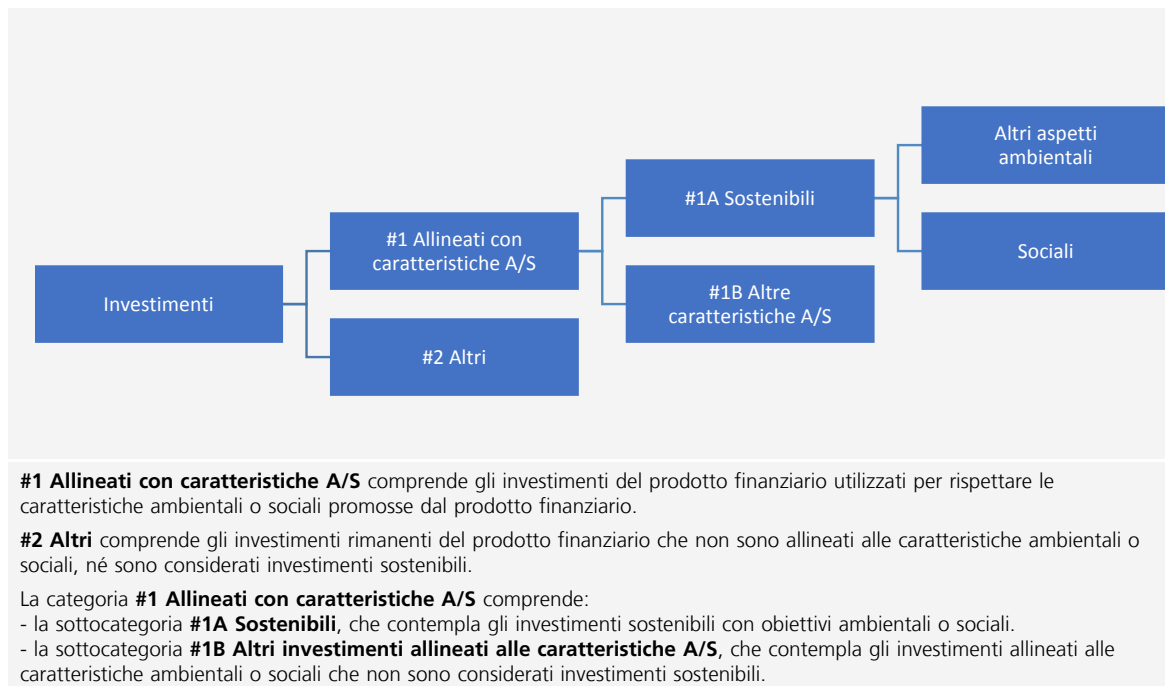 Altri aspetti
ambientali
#1A Sostenibili
#1 Allineati con
caratteristiche A/S
Sociali
Investimenti
#1B Altre
caratteristiche A/S
#2 Altri
#1 Allineati con caratteristiche A/S comprende gli investimenti del prodotto finanziario utilizzati per rispettare le
caratteristiche ambientali o sociali promosse dal prodotto finanziario.
#2 Altri comprende gli investimenti rimanenti del prodotto finanziario che non sono allineati alle caratteristiche ambientali o
sociali, né sono considerati investimenti sostenibili.
La categoria #1 Allineati con caratteristiche A/S comprende:
- la sottocategoria #1A Sostenibili, che contempla gli investimenti sostenibili con obiettivi ambientali o sociali.
- la sottocategoria #1B Altri investimenti allineati alle caratteristiche A/S, che contempla gli investimenti allineati alle
caratteristiche ambientali o sociali che non sono considerati investimenti sostenibili.